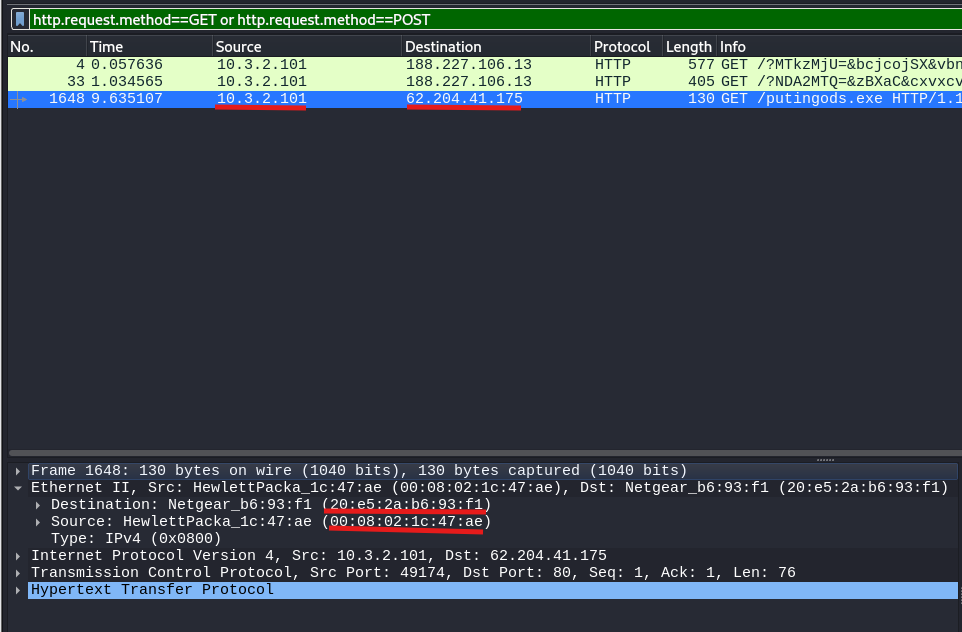 http.request.method==GET or http.request.method==POST
No. Time Source Destination Protocol Length Info
4 0.057636 10.3.2.101 188.227.106.13 HTTP 577 GET /?MTkzMjU=&bcjcojSX&vbn
33 1.034565 10.3.2.101 188.227.106.13 HTTP 405 GET /?NDA2MTQ=&zBXaC&cxvxcv
1648 9.635107 10.3.2.101 62.204.41.175 HTTP 130 GET /putingods.exe HTTP/1.1
Frame 1648: 130 bytes on wire (1040 bits), 130 bytes captured (1040 bits)
Ethernet II, Src: HewlettPacka_1c:47:ae (00:08:02:1c:47:ae), Dst: Netgear_b6:93:f1 (20:e5:2a:b6:93:f1)
Destination: Netgear_b6:93:f1 (20:e5:2a:b6:93:f1)
Source: HewlettPacka_1c:47:ae (00:08:02:1c:47:ae)
Type: IPv4 (0x0800)
Internet Protocol Version 4, Src: 10.3.2.101, Dst: 62.204.41.175
Transmission Control Protocol, Src Port: 49174, Dst Port: 80, Seq: 1, Ack: 1, Len: 76
Hypertext Transfer Protocol